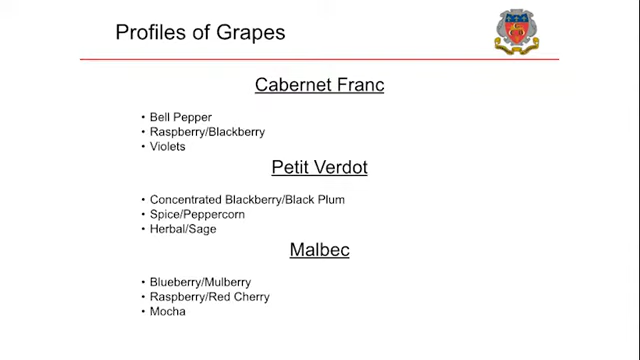 Profiles of Grapes
Cabernet Franc
• Bell Pepper
• Raspberry/Blackberry
• Violets
Petit Verdot
• Concentrated Blackberry/Black Plum
• Spice/Peppercorn
• Herbal/Sage
Malbec
• Blueberry/Mulberry
• Raspberry/Red Cherry
• Mocha